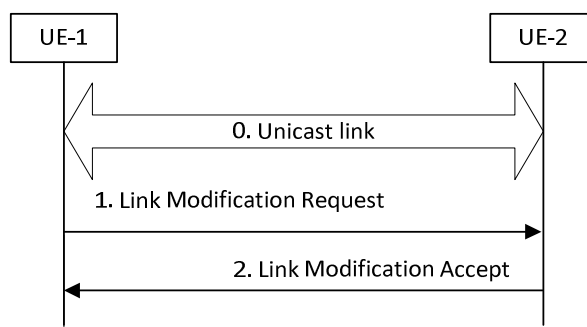 UE-1
UE-2
0. Unicast link
1. Link Modification Request
2. Link Modification Accept